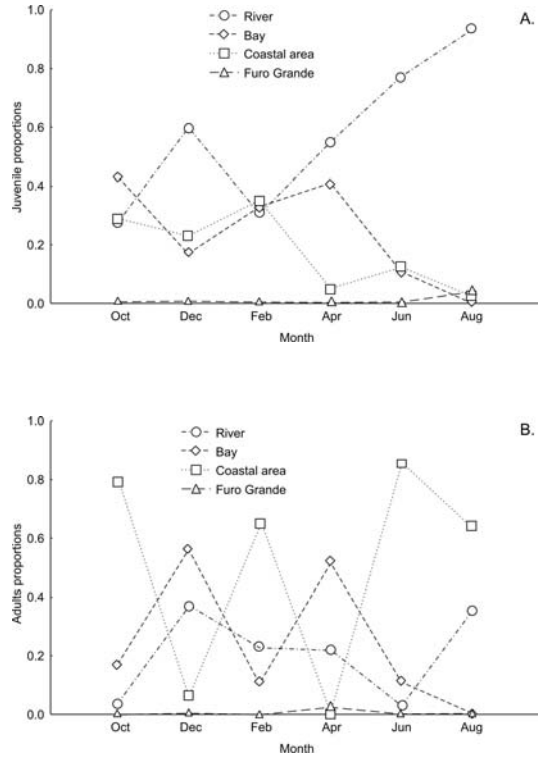 A.
River
Bay
Coastal area
Furo Grande
1.0
0.8
0.6
0.4
0.2
0.0
Juvenile proportions
Oct Dec Feb Apr Jun Aug
Month
B.
River
Bay
Coastal area
Furo Grande
1.0
0.8
0.6
0.4
0.2
0.0
Adults proportions
Oct Dec Feb Apr Jun Aug
Month